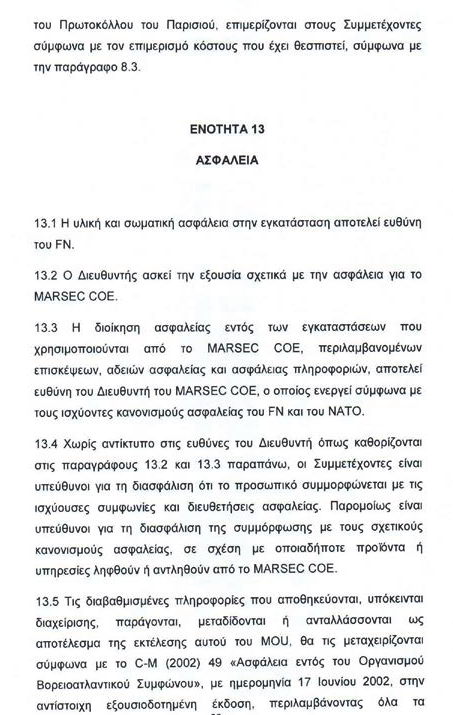 του Πρωτοκόλλου του Παρισιού, επιμερίζονται στους Συμμετέχοντες
σύμφωνα με τον επιμερισμό κόστους που έχει θεσπιστεί, σύμφωνα με
την παράγραφο 8.3.
ΕΝΟΤΗΤΑ 13
ΑΣΦΑΛΕΙΑ
13.1 Η υλική και σωματική ασφάλεια στην εγκατάσταση αποτελεί ευθύνη
του FN.
13.2 Ο Διευθυντής ασκεί την εξουσία σχετικά με την ασφάλεια για το
MARSEC COE.
13.3 Η διοίκηση ασφαλείας εντός των εγκαταστάσεων που
χρησιμοποιούνται από το MARSEC COE, περιλαμβανομένων
επισκέψεων, αδειών ασφαλείας και ασφάλειας πληροφοριών, αποτελεί
ευθύνη του Διευθυντή του MARSEC COE, ο οποίος ενεργεί σύμφωνα με
τους ισχύοντες κανονισμούς ασφαλείας του FN και του NATO.
13.4 Χωρίς αντίκτυπο στις ευθύνες του Διευθυντή όπως καθορίζονται
στις παραγράφους 13.2 και 13.3 παραπάνω, οι Συμμετέχοντες είναι
υπεύθυνοι για τη διασφάλιση ότι το προσωπικό συμμορφώνεται με τις
ισχύουσες συμφωνίες και διευθετήσεις ασφαλείας. Παρομοίως είναι
υπεύθυνοι για τη διασφάλιση της συμμόρφωσης με τους σχετικούς
κανονισμούς ασφαλείας, σε σχέση με οποιαδήποτε προϊόντα ή
υπηρεσίες ληφθούν ή αντληθούν από το MARSEC COE.
13.5 Τις διαβαθμισμένες πληροφορίες που αποθηκεύονται, υπόκεινται
διαχείρισης, παράγονται, μεταδίδονται ή ανταλλάσσονται ως
αποτέλεσμα της εκτέλεσης αυτού του MOU, θα τις μεταχειρίζονται
σύμφωνα με το C-M (2002) 49 «Ασφάλεια εντός του Οργανισμού
Βορειοατλαντικού Συμφώνου», με ημερομηνία 17 Ιουνίου 2002, στην
αντίστοιχη εξουσιοδοτημένη έκδοση, περιλαμβάνοντας όλα τα